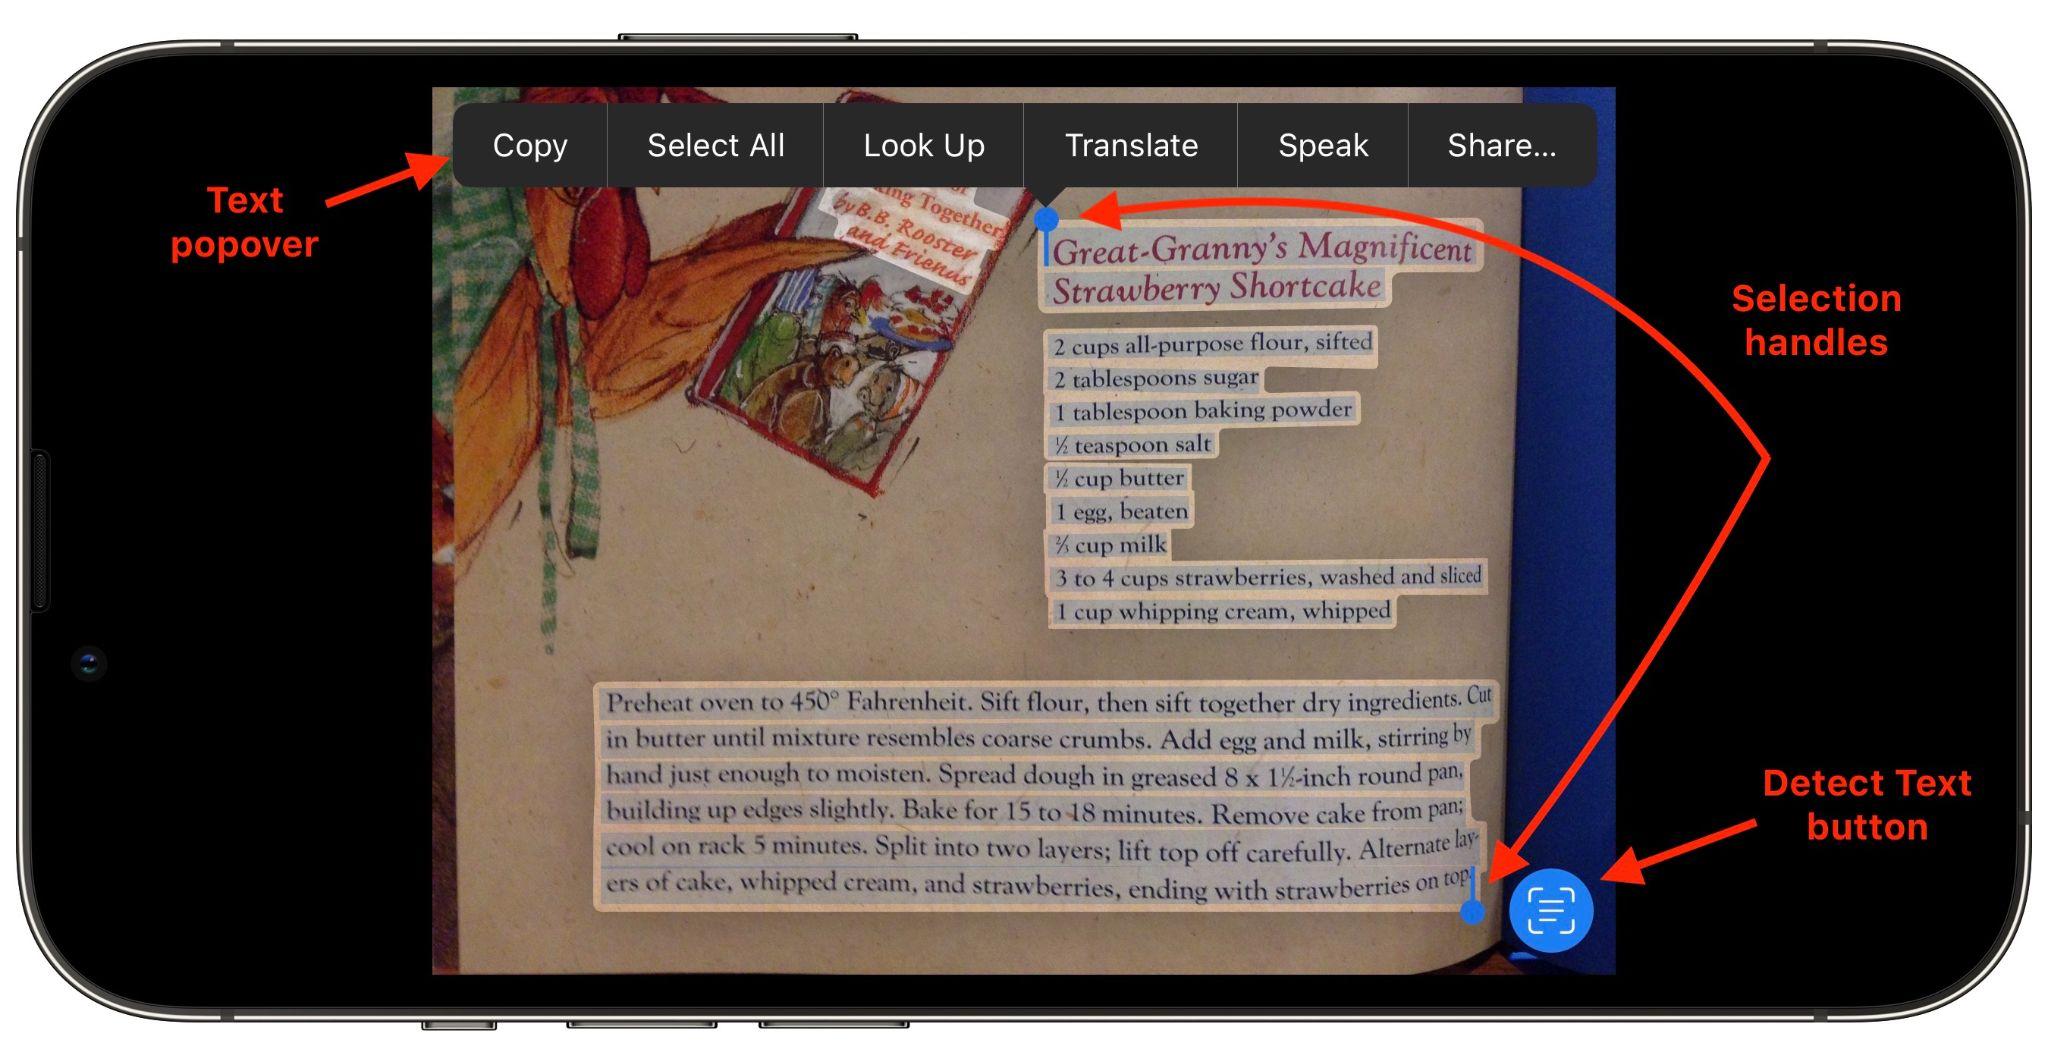 Copy Select All Look Up Translate Speak Share...
Text
popover
Together
by B.B. Rooster
and Friends
Great-Granny's Magnificent
Strawberry Shortcake
2 cups all-purpose flour, sifted
2 tablespoons sugar
1 tablespoon baking powder
½ teaspoon salt
½ cup butter
1 egg, beaten
⅔ cup milk
3 to 4 cups strawberries, washed and sliced
1 cup whipping cream, whipped
Preheat oven to 450° Fahrenheit. Sift flour, then sift together dry ingredients. Cut
in butter until mixture resembles coarse crumbs. Add egg and milk, stirring by
hand just enough to moisten. Spread dough in greased 8 x 1½-inch round pan,
building up edges slightly. Bake for 15 to 18 minutes. Remove cake from pan;
cool on rack 5 minutes. Split into two layers; lift top off carefully. Alternate lay-
ers of cake, whipped cream, and strawberries, ending with strawberries on top.
Selection
handles
Detect Text
button